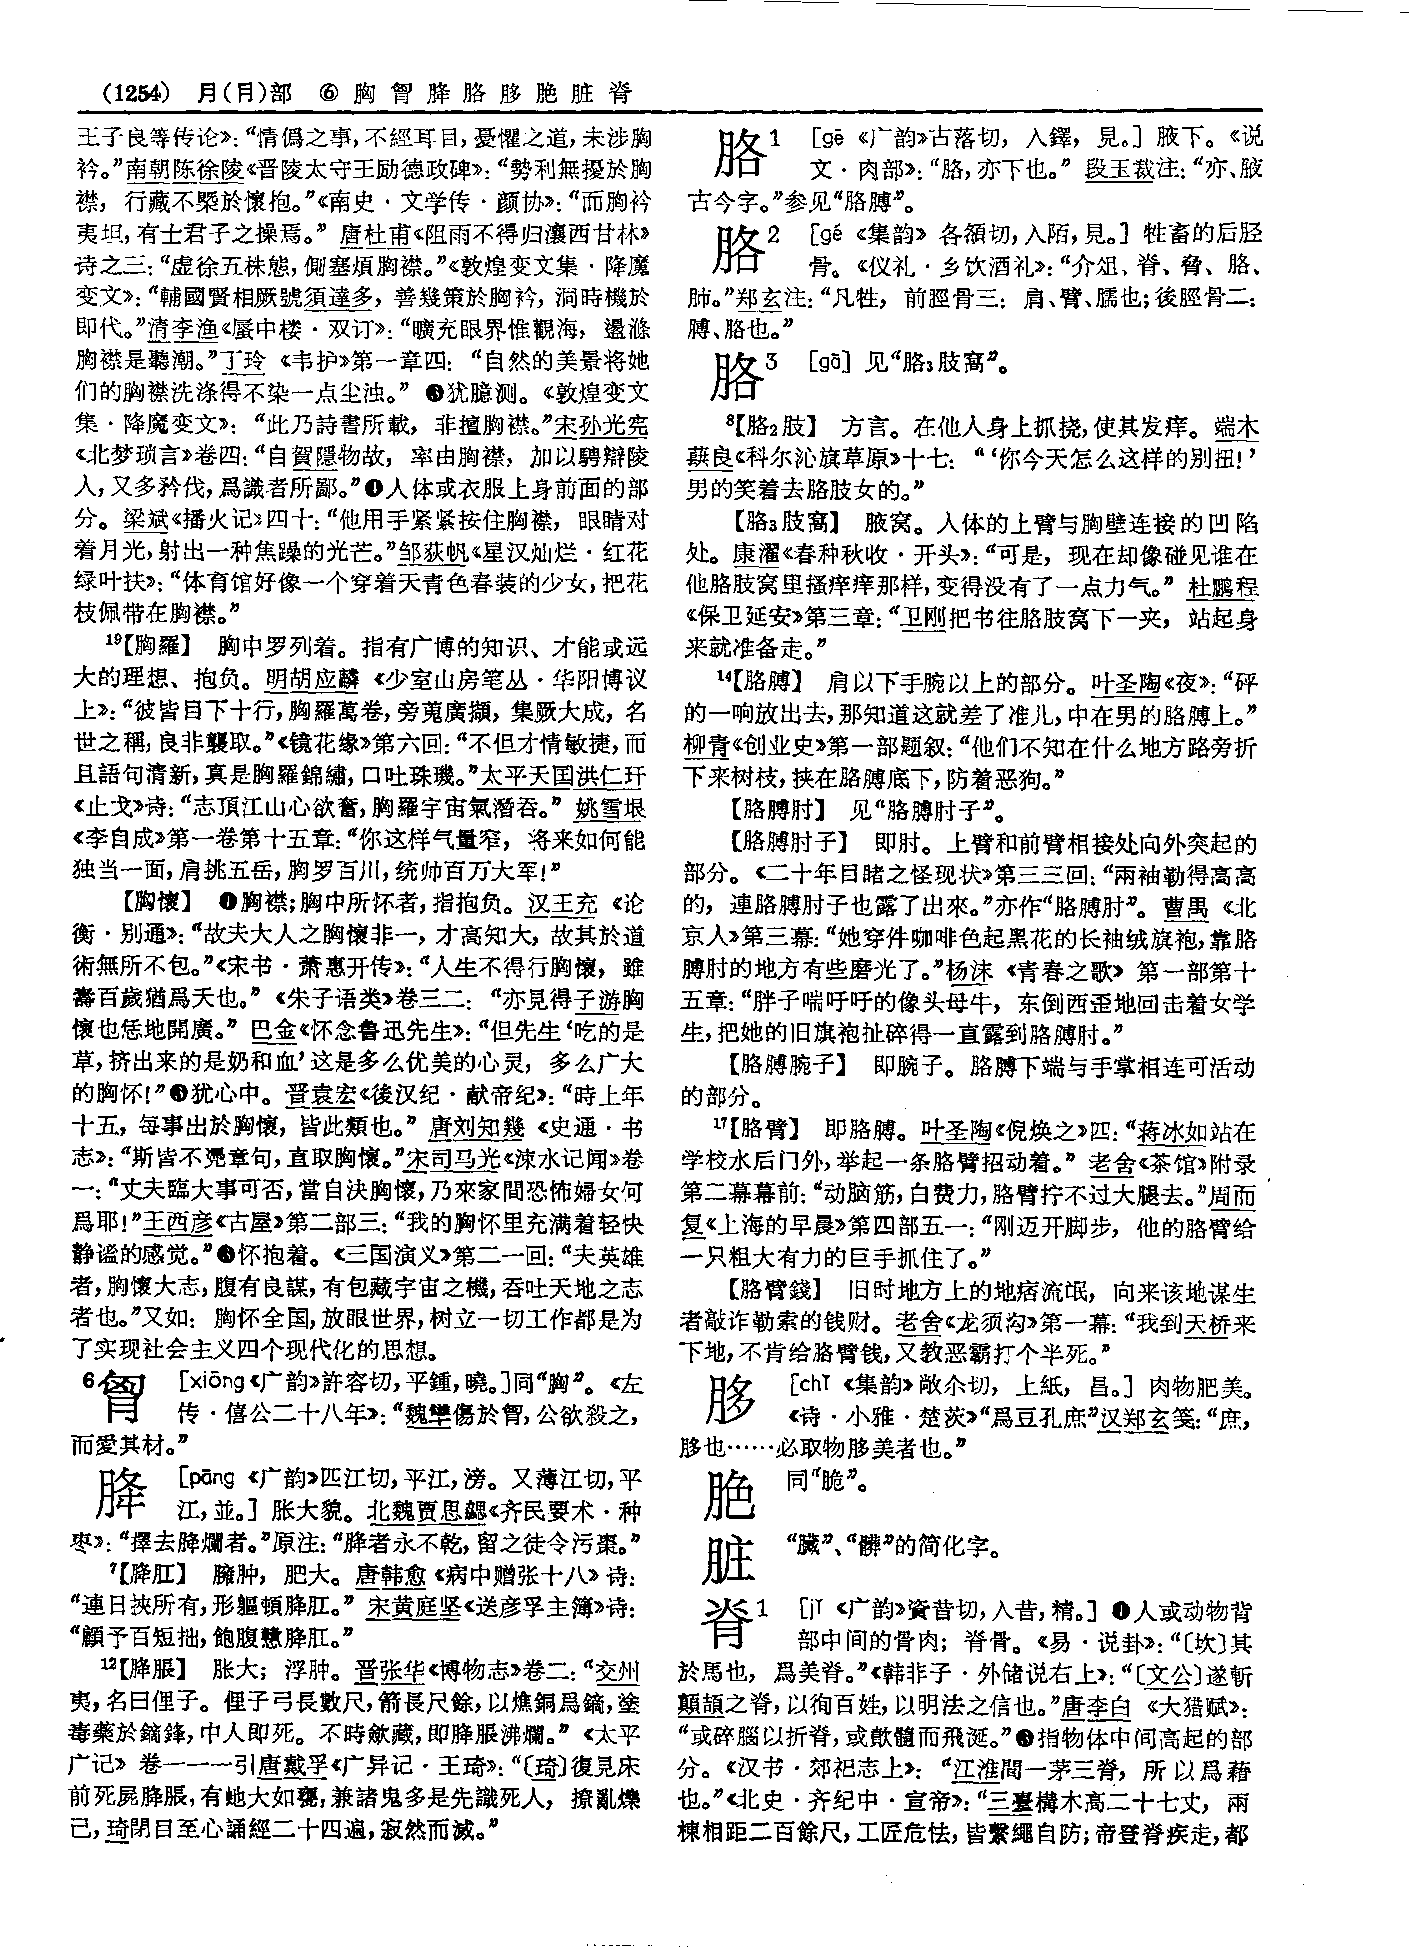 (1254) 月(⺼)部 ⑥ 胸 胷 胮 胳 胵 脃 脏 脊
王子良等传论》：“情僞之事，不經耳目，憂懼之道，未涉胸
衿。”南朝陈徐陵《晋陵太守王励德政碑》：“勢利無擾於胸
襟，行藏不槩於懷抱。”《南史·文学传·颜协》：“而胸衿
夷坦，有士君子之操焉。”唐杜甫《阻雨不得归瀼西甘林》
诗之三：“虚徐五株態，側塞煩胸襟。”《敦煌变文集·降魔
变文》：“輔國賢相厥號須達多，善幾策於胸衿，洞時機於
即代。”清李渔《蜃中楼·双订》：“曠充眼界惟觀海，盪滌
胸襟是聽潮。”丁玲《韦护》第一章四：“自然的美景将她
们的胸襟洗涤得不染一点尘浊。”❸犹臆测。《敦煌变文
集·降魔变文》：“此乃詩書所載，非擅胸襟。”宋孙光宪
《北梦琐言》卷四：“自賀隱物故，率由胸襟，加以騁辯陵
人，又多矜伐，爲識者所鄙。”❹人体或衣服上身前面的部
分。梁斌《播火记》四十：“他用手紧紧按住胸襟，眼睛对
着月光，射出一种焦躁的光芒。”邹荻帆《星汉灿烂·红花
绿叶扶》：“体育馆好像一个穿着天青色春装的少女，把花
枝佩带在胸襟。”
19【胸羅】 胸中罗列着。指有广博的知识、才能或远
大的理想、抱负。明胡应麟《少室山房笔丛·华阳博议
上》：“彼皆目下十行，胸羅萬卷，旁蒐廣擷，集厥大成，名
世之稱，良非襲取。”《镜花缘》第六回：“不但才情敏捷，而
且語句清新，真是胸羅錦繡，口吐珠璣。”太平天国洪仁玕
《止戈》诗：“志頂江山心欲奮，胸羅宇宙氣潛吞。”姚雪垠
《李自成》第一卷第十五章：“你这样气量窄，将来如何能
独当一面，肩挑五岳，胸罗百川，统帅百万大军！”
【胸懷】 ❶胸襟；胸中所怀者，指抱负。汉王充《论
衡·别通》：“故夫大人之胸懷非一，才高知大，故其於道
術無所不包。”《宋书·萧惠开传》：“人生不得行胸懷，雖
壽百歲猶爲夭也。”《朱子语类》卷三二：“亦見得子游胸
懷也恁地開廣。”巴金《怀念鲁迅先生》：“但先生‘吃的是
草，挤出来的是奶和血’这是多么优美的心灵，多么广大
的胸怀！”❷犹心中。晋袁宏《後汉纪·献帝纪》：“時上年
十五，每事出於胸懷，皆此類也。”唐刘知幾《史通·书
志》：“斯皆不凭章句，直取胸懷。”宋司马光《涑水记闻》卷
一：“丈夫臨大事可否，當自決胸懷，乃來家間恐怖婦女何
爲耶！”王西彦《古屋》第二部三：“我的胸怀里充满着轻快
静谧的感觉。”❸怀抱着。《三国演义》第二一回：“夫英雄
者，胸懷大志，腹有良謀，有包藏宇宙之機，吞吐天地之志
者也。”又如：胸怀全国，放眼世界，树立一切工作都是为
了实现社会主义四个现代化的思想。
6胷 [xiōng《广韵》許容切，平鍾，曉。]同“胸”。《左
传·僖公二十八年》：“魏犨傷於胷，公欲殺之，
而愛其材。”
胮 [pāng《广韵》匹江切，平江，滂。又薄江切，平
江，並。] 胀大貌。北魏贾思勰《齐民要术·种
枣》：“擇去胮爛者。”原注：“胮者永不乾，留之徒令污棗。”
7【胮肛】 臃肿，肥大。唐韩愈《病中赠张十八》诗：
“連日挾所有，形軀頓胮肛。”宋黄庭坚《送彦孚主簿》诗：
“顧予百短拙，飽腹慙胮肛。”
12【胮脹】 胀大；浮肿。晋张华《博物志》卷二：“交州
夷，名曰俚子。俚子弓長數尺，箭長尺餘，以燋銅爲鏑，塗
毒藥於鏑鋒，中人即死。不時歛藏，即胮脹沸爛。”《太平
广记》卷一一一引唐戴孚《广异记·王琦》：“〔琦〕復見床
前死屍胮脹，有虵大如甕，兼諸鬼多是先識死人，撩亂爍
己，琦閉目至心誦經二十四遍，寂然而滅。”
胳1 [gē《广韵》古落切，入鐸，見。] 腋下。《说
文·肉部》：“胳，亦下也。”段玉裁注：“亦、腋
古今字。”参见“胳膊”。
胳2 [gé《集韵》各額切，入陌，見。] 牲畜的后胫
骨。《仪礼·乡饮酒礼》：“介俎、脊、脅、胳、
肺。”郑玄注：“凡牲，前脛骨三：肩、臂、臑也；後脛骨二：
膞、胳也。”
胳3 [gā] 见“胳3肢窝”。
8【胳2肢】 方言。在他人身上抓挠，使其发痒。端木
蕻良《科尔沁旗草原》十七：“‘你今天怎么这样的别扭！’
男的笑着去胳肢女的。”
【胳3肢窩】 腋窝。人体的上臂与胸壁连接的凹陷
处。康濯《春种秋收·开头》：“可是，现在却像碰见谁在
他胳肢窝里搔痒痒那样，变得没有了一点力气。”杜鹏程
《保卫延安》第三章：“卫刚把书往胳肢窝下一夹，站起身
来就准备走。”
14【胳膊】 肩以下手腕以上的部分。叶圣陶《夜》：“砰
的一响放出去，那知道这就差了准儿，中在男的胳膊上。”
柳青《创业史》第一部题叙：“他们不知在什么地方路旁折
下来树枝，挟在胳膊底下，防着恶狗。”
【胳膊肘】 见“胳膊肘子”。
【胳膊肘子】 即肘。上臂和前臂相接处向外突起的
部分。《二十年目睹之怪现状》第三三回：“兩袖勒得高高
的，連胳膊肘子也露了出來。”亦作“胳膊肘”。曹禺《北
京人》第三幕：“她穿件咖啡色起黑花的长袖绒旗袍，靠胳
膊肘的地方有些磨光了。”杨沫《青春之歌》第一部第十
五章：“胖子喘吁吁的像头母牛，东倒西歪地回击着女学
生，把她的旧旗袍扯碎得一直露到胳膊肘。”
【胳膊腕子】 即腕子。胳膊下端与手掌相连可活动
的部分。
17【胳臂】 即胳膊。叶圣陶《倪焕之》四：“蒋冰如站在
学校水后门外，举起一条胳臂招动着。”老舍《茶馆》附录
第二幕幕前：“动脑筋，白费力，胳臂拧不过大腿去。”周而
复《上海的早晨》第四部五一：“刚迈开脚步，他的胳臂给
一只粗大有力的巨手抓住了。”
【胳臂錢】 旧时地方上的地痞流氓，向来该地谋生
者敲诈勒索的钱财。老舍《龙须沟》第一幕：“我到天桥来
下地，不肯给胳臂钱，又教恶霸打个半死。”
胣 [chǐ《集韵》敞尒切，上紙，昌。] 肉物肥美。
《诗·小雅·楚茨》“爲豆孔庶”汉郑玄笺：“庶，
胣也……必取物胣美者也。”
脃 同“脆”。
脏 “臟”、“髒”的简化字。
脊1 [jǐ《广韵》資昔切，入昔，精。] ❶人或动物背
部中间的骨肉；脊骨。《易·说卦》：“〔坎〕其
於馬也，爲美脊。”《韩非子·外储说右上》：“〔文公〕遂斬
顛頡之脊，以徇百姓，以明法之信也。”唐李白《大猎赋》：
“或碎腦以折脊，或歕髓而飛涎。”❷指物体中间高起的部
分。《汉书·郊祀志上》：“江淮間一茅三脊，所以爲藉
也。”《北史·齐纪中·宣帝》：“三臺構木高二十七丈，兩
棟相距二百餘尺，工匠危怯，皆繫繩自防；帝登脊疾走，都